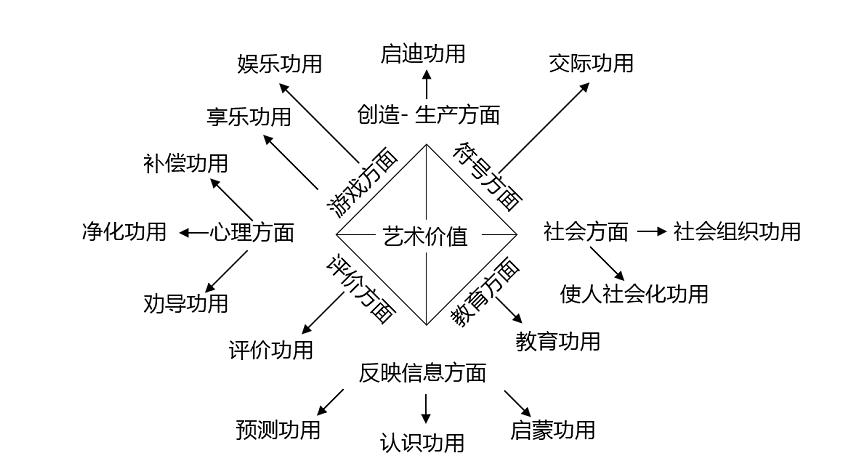 启迪功用
娱乐功用
交际功用
享乐功用
创造- 生产方面
补偿功用
游戏方面
符号方面
净化功用
心理方面
艺术价值
社会方面
社会组织功用
劝导功用
评价方面
教育方面
使人社会化功用
评价功用
教育功用
反映信息方面
预测功用
认识功用
启蒙功用